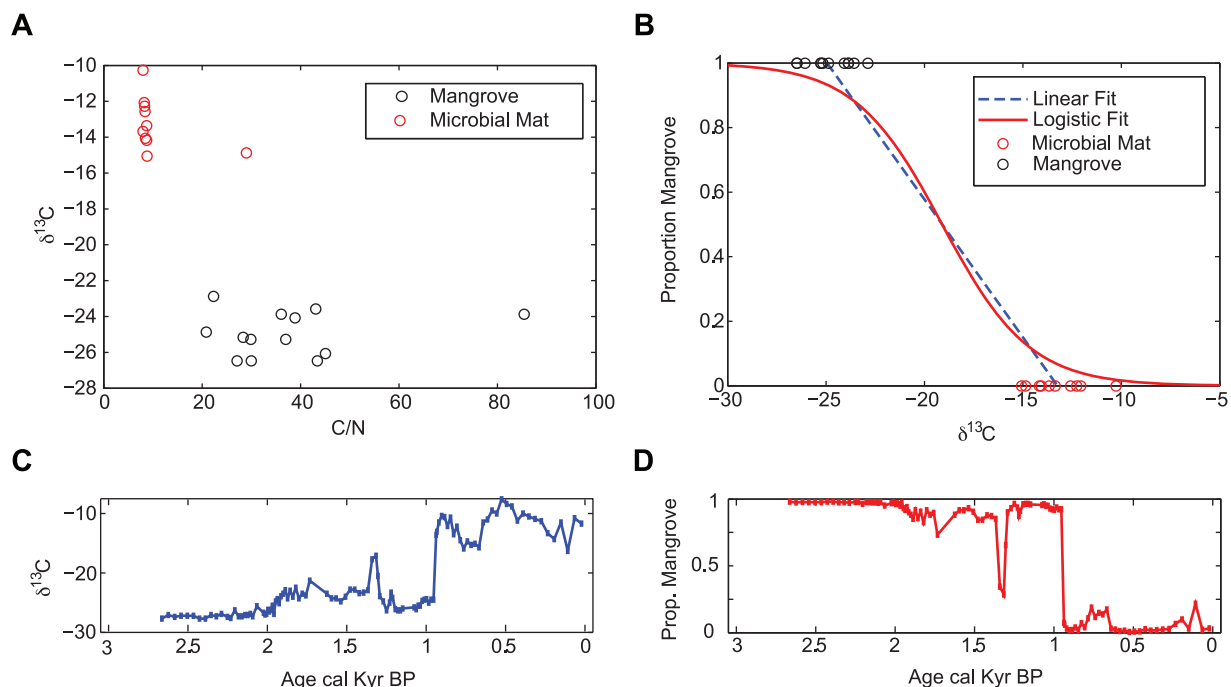 A
−10
−12
−14
−16
−18
−20
−22
−24
−26
−28
δ13C
0 20 40 60 80 100
C/N
Mangrove
Microbial Mat
B
1
0.8
0.6
0.4
0.2
0
Proportion Mangrove
−30 −25 −20 −15 −10 −5
δ13C
Linear Fit
Logistic Fit
Microbial Mat
Mangrove
C
−10
−20
−30
δ13C
3 2.5 2 1.5 1 0.5 0
Age cal Kyr BP
D
1
0.5
0
Prop. Mangrove
3 2.5 2 1.5 1 0.5 0
Age cal Kyr BP